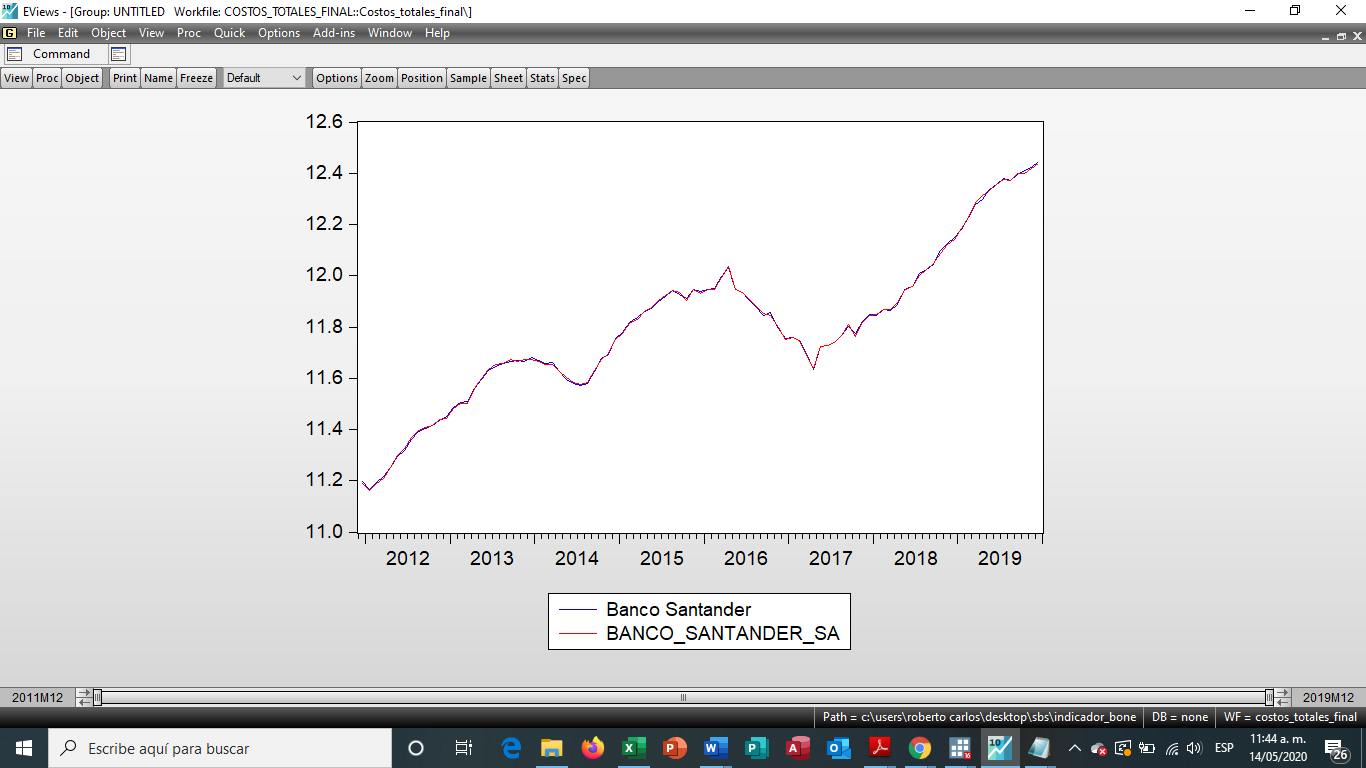 EViews - [Group: UNTITLED   Workfile: COSTOS_TOTALES_FINAL::Costos_totales_final\]
File Edit Object View Proc Quick Options Add-ins Window Help
Command
View Proc Object Print Name Freeze Default Options Zoom Position Sample Sheet Stats Spec
12.6
12.4
12.2
12.0
11.8
11.6
11.4
11.2
11.0
2012 2013 2014 2015 2016 2017 2018 2019
Banco Santander
BANCO_SANTANDER_SA
2011M12 2019M12
Path = c:\users\roberto carlos\desktop\sbs\indicador_bone DB = none WF = costos_totales_final
Escribe aquí para buscar
ESP
11:44 a. m.
14/05/2020
26